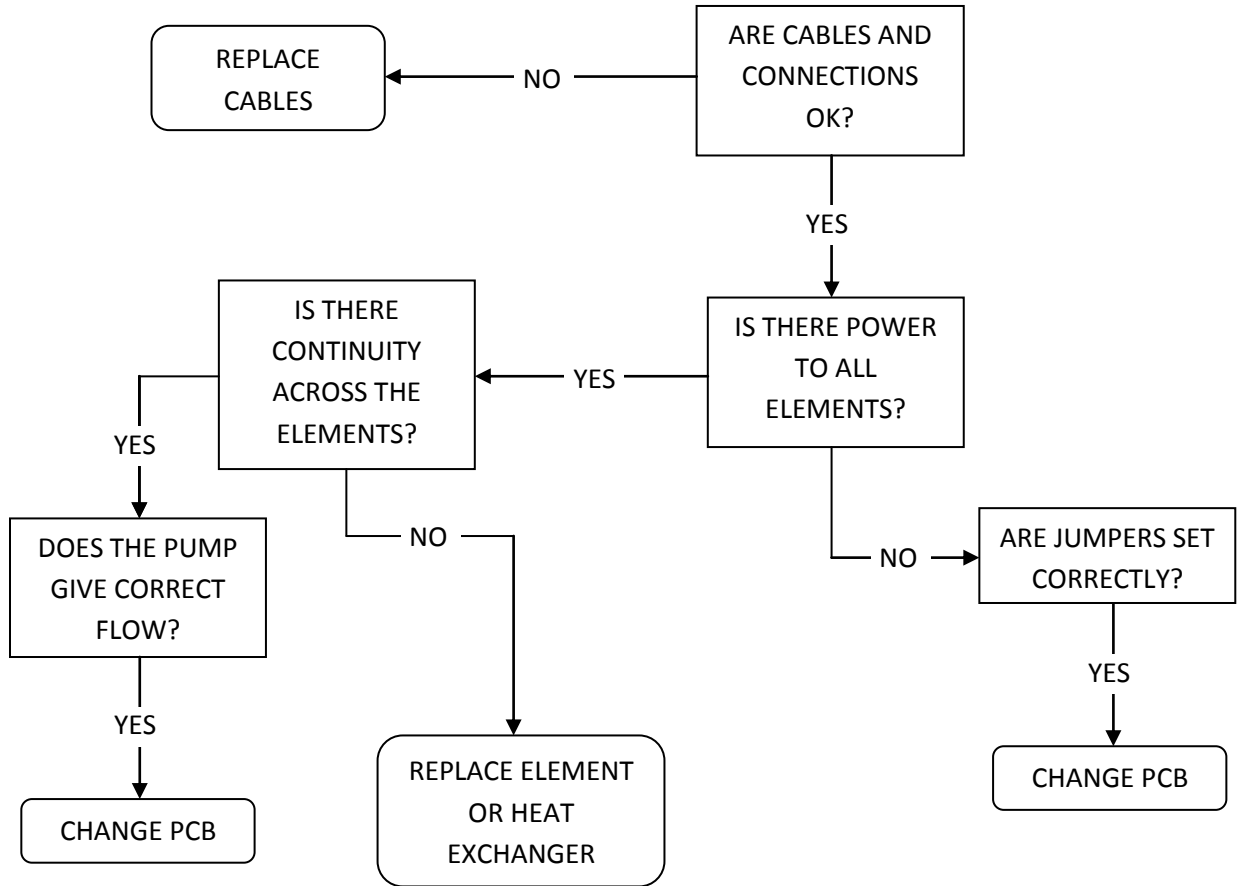 ARE CABLES AND
CONNECTIONS
OK?
NO
REPLACE
CABLES
YES
IS THERE POWER
TO ALL
ELEMENTS?
YES
IS THERE
CONTINUITY
ACROSS THE
ELEMENTS?
YES
NO
DOES THE PUMP
GIVE CORRECT
FLOW?
YES
CHANGE PCB
REPLACE ELEMENT
OR HEAT
EXCHANGER
NO
ARE JUMPERS SET
CORRECTLY?
YES
CHANGE PCB